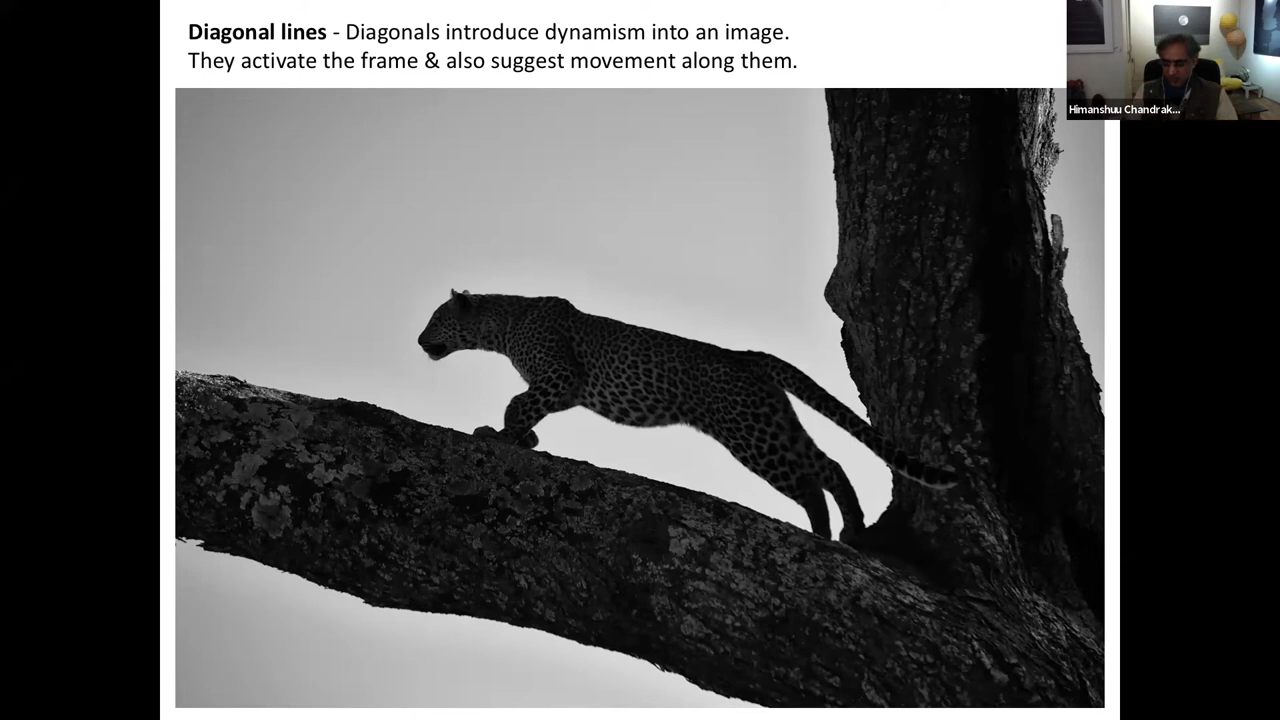 Diagonal lines - Diagonals introduce dynamism into an image.
They activate the frame & also suggest movement along them.
Himanshuu Chandrak...